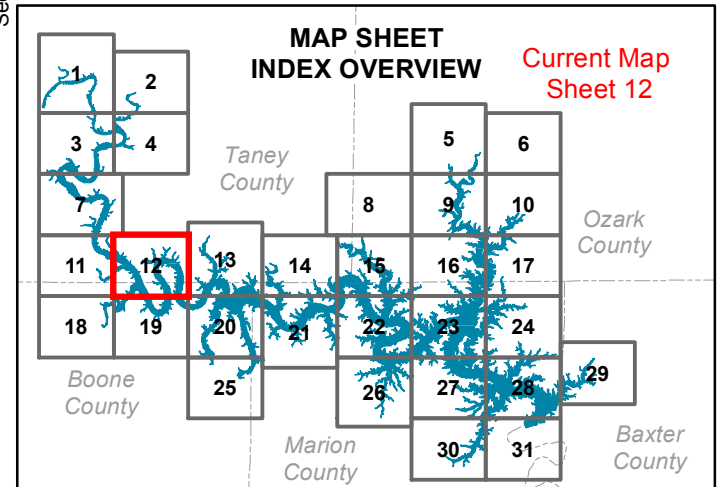 Se
MAP SHEET
INDEX OVERVIEW
Current Map
Sheet 12
1
2
3
4
5
6
Taney
County
7
8
9
10
Ozark
County
11
12
13
14
15
16
17
18
19
20
21
22
23
24
Boone
County
25
26
27
28
29
Marion
County
30
31
Baxter
County